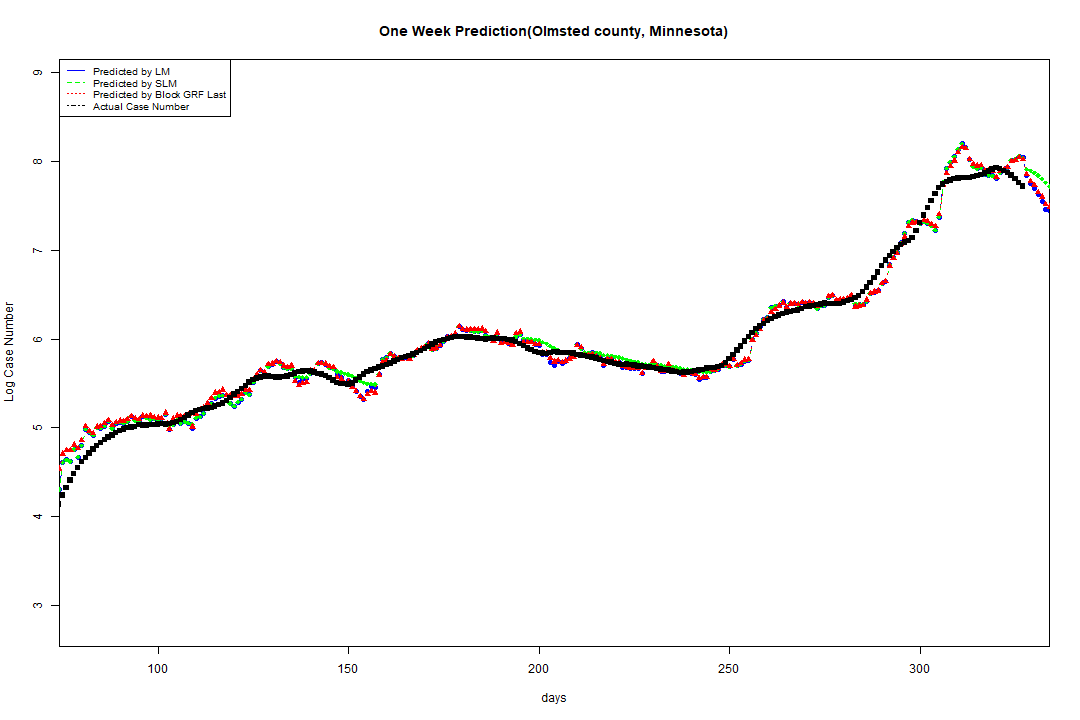 One Week Prediction(Olmsted county, Minnesota)
Predicted by LM
Predicted by SLM
Predicted by Block GRF Last
Actual Case Number
9
8
7
6
5
4
3
Log Case Number
100 150 200 250 300
days